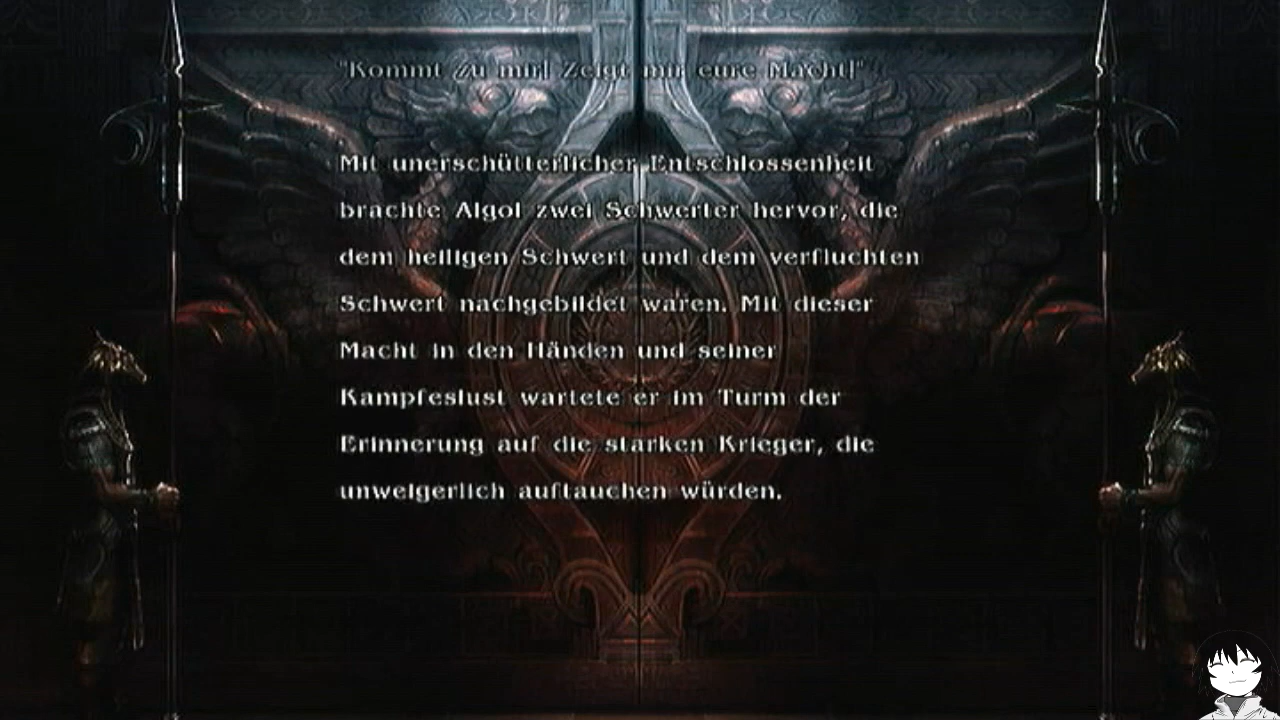 "Kommt zu mir! Zeigt mir eure Macht!"
Mit unerschütterlicher Entschlossenheit
brachte Algol zwei Schwerter hervor, die
dem heiligen Schwert und dem verfluchten
Schwert nachgebildet waren. Mit dieser
Macht in den Händen und seiner
Kampfeslust wartete er im Turm der
Erinnerung auf die starken Krieger, die
unweigerlich auftauchen würden.